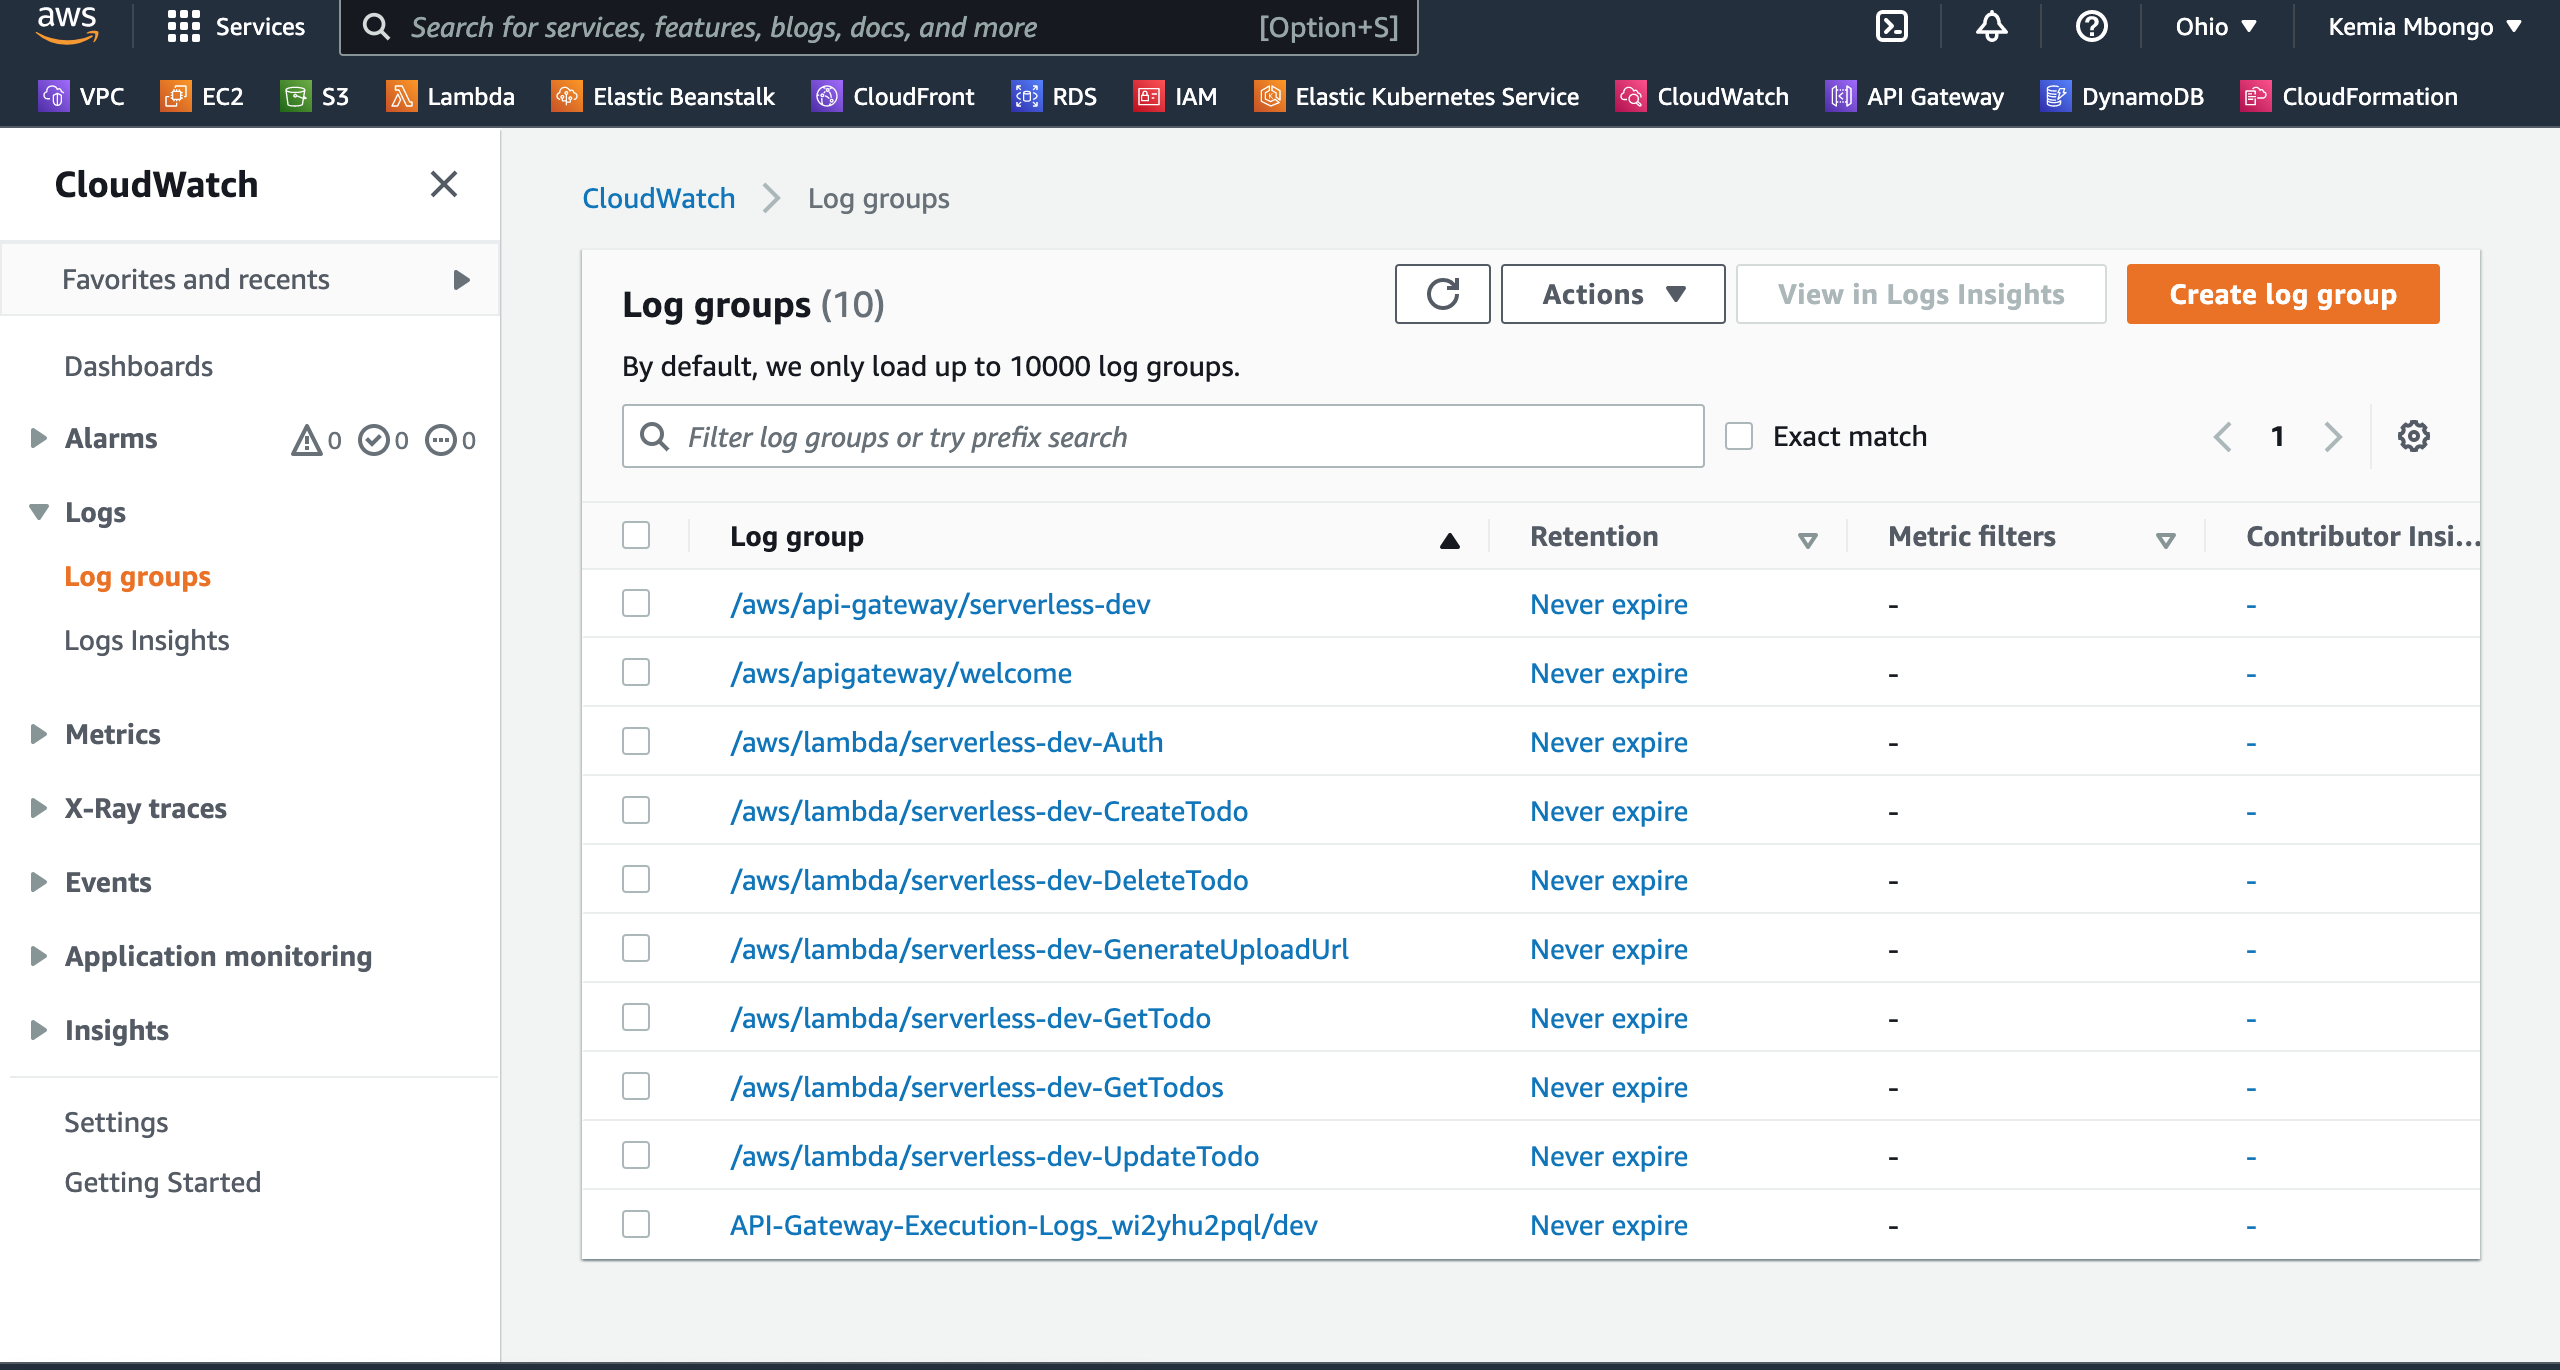 aws
Services
Search for services, features, blogs, docs, and more
[Option+S]
Ohio
Kemia Mbongo
VPC
EC2
S3
Lambda
Elastic Beanstalk
CloudFront
RDS
IAM
Elastic Kubernetes Service
CloudWatch
API Gateway
DynamoDB
CloudFormation
CloudWatch
Favorites and recents
Dashboards
Alarms 0 0 0
Logs
Log groups
Logs Insights
Metrics
X-Ray traces
Events
Application monitoring
Insights
Settings
Getting Started
CloudWatch
Log groups
Log groups (10)
Actions
View in Logs Insights
Create log group
By default, we only load up to 10000 log groups.
Filter log groups or try prefix search
Exact match
1
Log group Retention Metric filters Contributor Insi...
/aws/api-gateway/serverless-dev Never expire - -
/aws/apigateway/welcome Never expire - -
/aws/lambda/serverless-dev-Auth Never expire - -
/aws/lambda/serverless-dev-CreateTodo Never expire - -
/aws/lambda/serverless-dev-DeleteTodo Never expire - -
/aws/lambda/serverless-dev-GenerateUploadUrl Never expire - -
/aws/lambda/serverless-dev-GetTodo Never expire - -
/aws/lambda/serverless-dev-GetTodos Never expire - -
/aws/lambda/serverless-dev-UpdateTodo Never expire - -
API-Gateway-Execution-Logs_wi2yhu2pql/dev Never expire - -